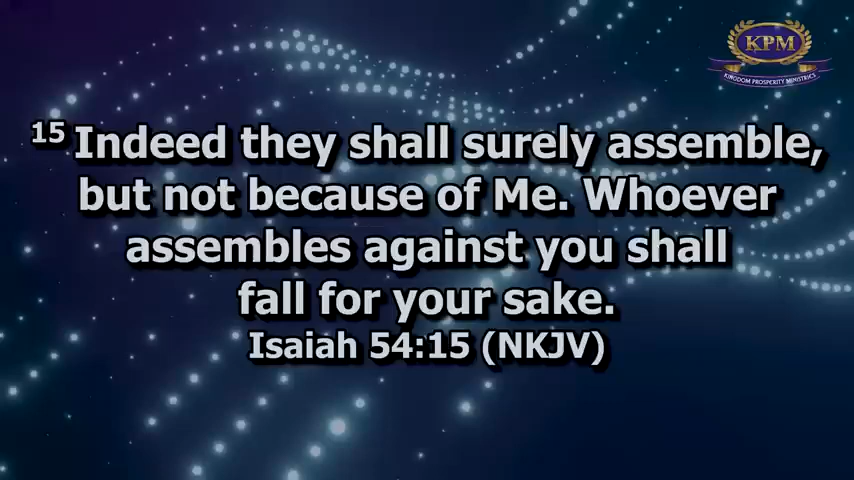 KPM
KINGDOM PROSPERITY MINISTRIES
15 Indeed they shall surely assemble,
but not because of Me. Whoever
assembles against you shall
fall for your sake.
Isaiah 54:15 (NKJV)